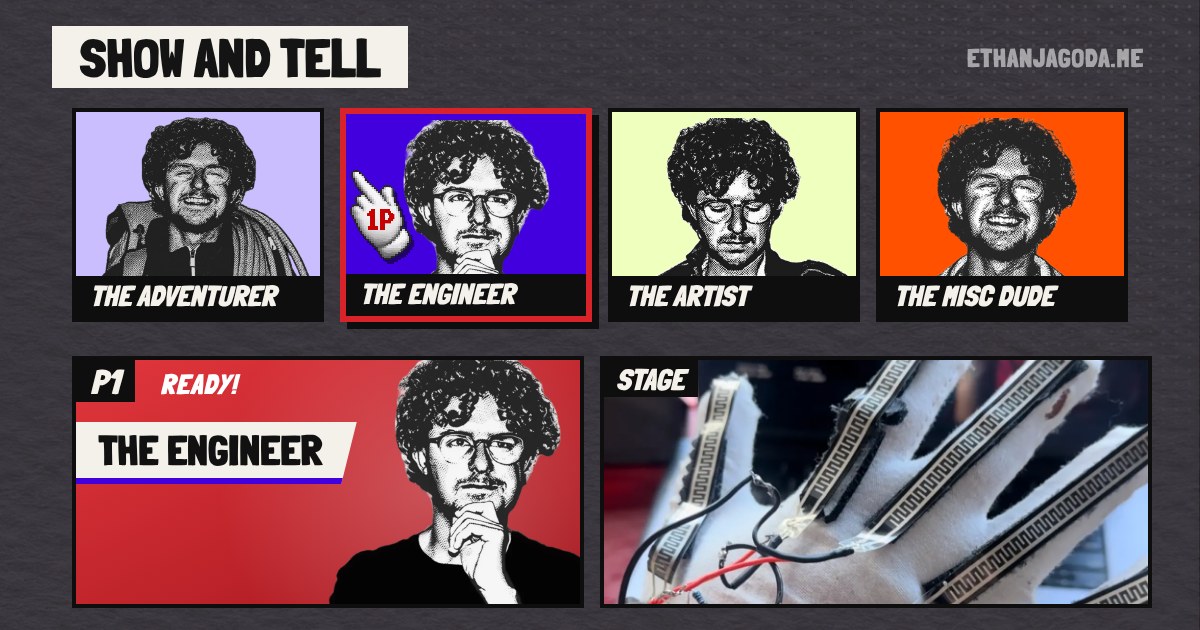 SHOW AND TELL
ETHANJAGODA.ME
1P
THE ADVENTURER
THE ENGINEER
THE ARTIST
THE MISC DUDE
P1
READY!
THE ENGINEER
STAGE